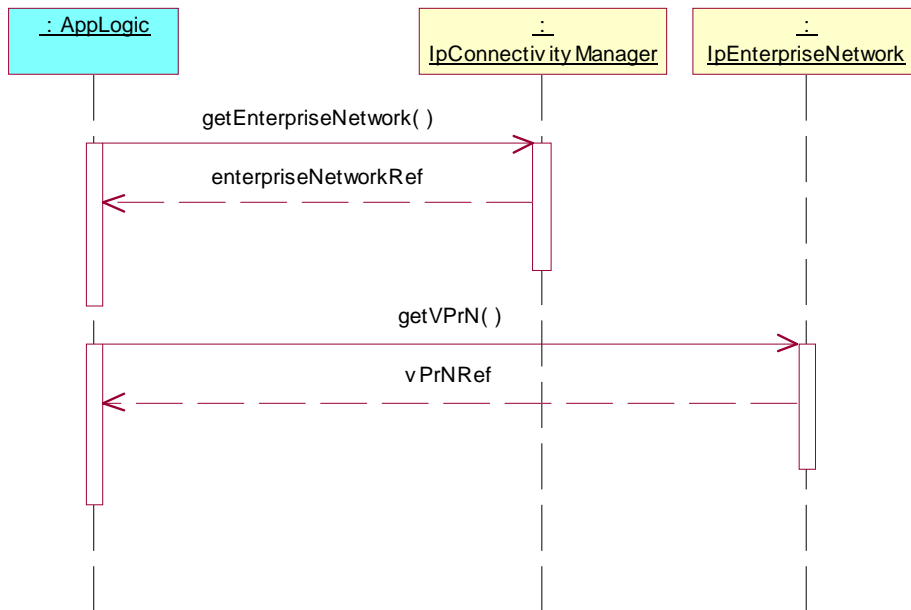 : AppLogic
:
IpConnectivityManager
:
IpEnterpriseNetwork
getEnterpriseNetwork( )
enterpriseNetworkRef
getVPrN( )
vPrNRef